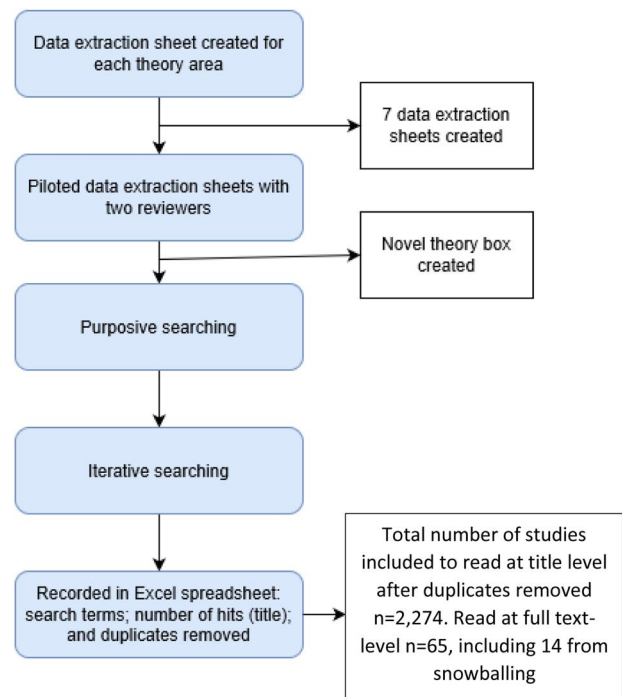 Data extraction sheet created for
each theory area
7 data extraction
sheets created
Piloted data extraction sheets with
two reviewers
Novel theory box
created
Purposive searching
Iterative searching
Recorded in Excel spreadsheet:
search terms; number of hits (title);
and duplicates removed
Total number of studies
included to read at title level
after duplicates removed
n=2,274. Read at full text-
level n=65, including 14 from
snowballing